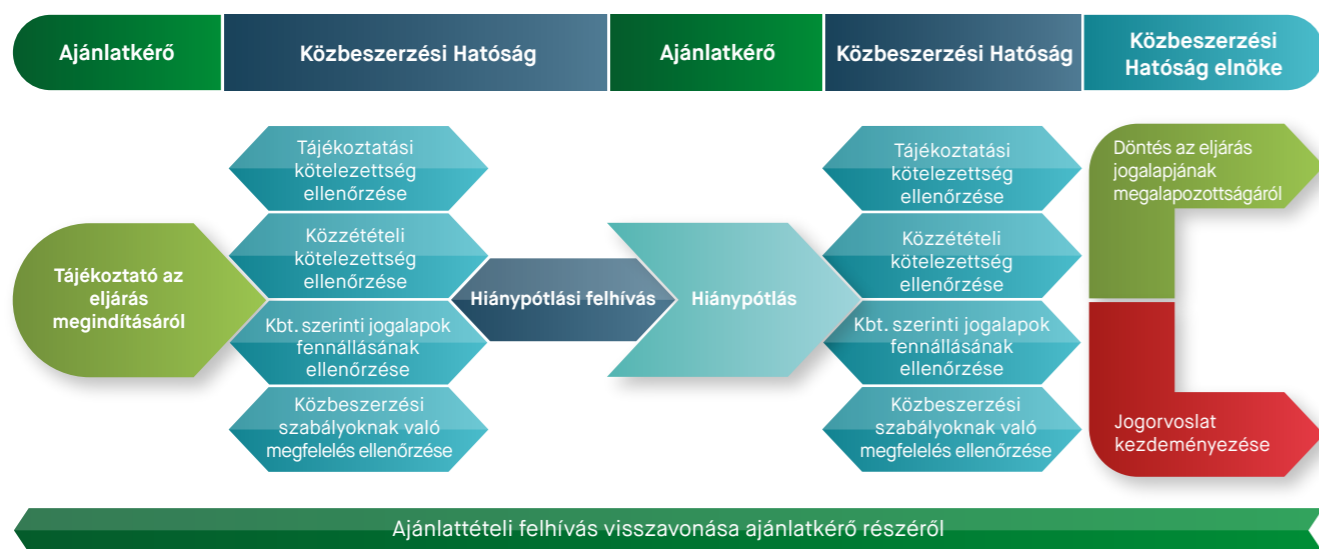 Ajánlatkérő
Közbeszerzési Hatóság
Ajánlatkérő
Közbeszerzési Hatóság
Közbeszerzési
Hatóság elnöke
Tájékoztató az
eljárás
megindításáról
Tájékoztatási
kötelezettség
ellenőrzése
Közzétételi
kötelezettség
ellenőrzése
Kbt. szerinti jogalapok
fennállásának
ellenőrzése
Közbeszerzési
szabályoknak való
megfelelés ellenőrzése
Hiánypótlási felhívás
Hiánypótlás
Tájékoztatási
kötelezettség
ellenőrzése
Közzétételi
kötelezettség
ellenőrzése
Kbt. szerinti jogalapok
fennállásának
ellenőrzése
Közbeszerzési
szabályoknak való
megfelelés ellenőrzése
Döntés az eljárás
jogalapjának
megalapozottságáról
Jogorvoslat
kezdeményezése
Ajánlattételi felhívás visszavonása ajánlatkérő részéről